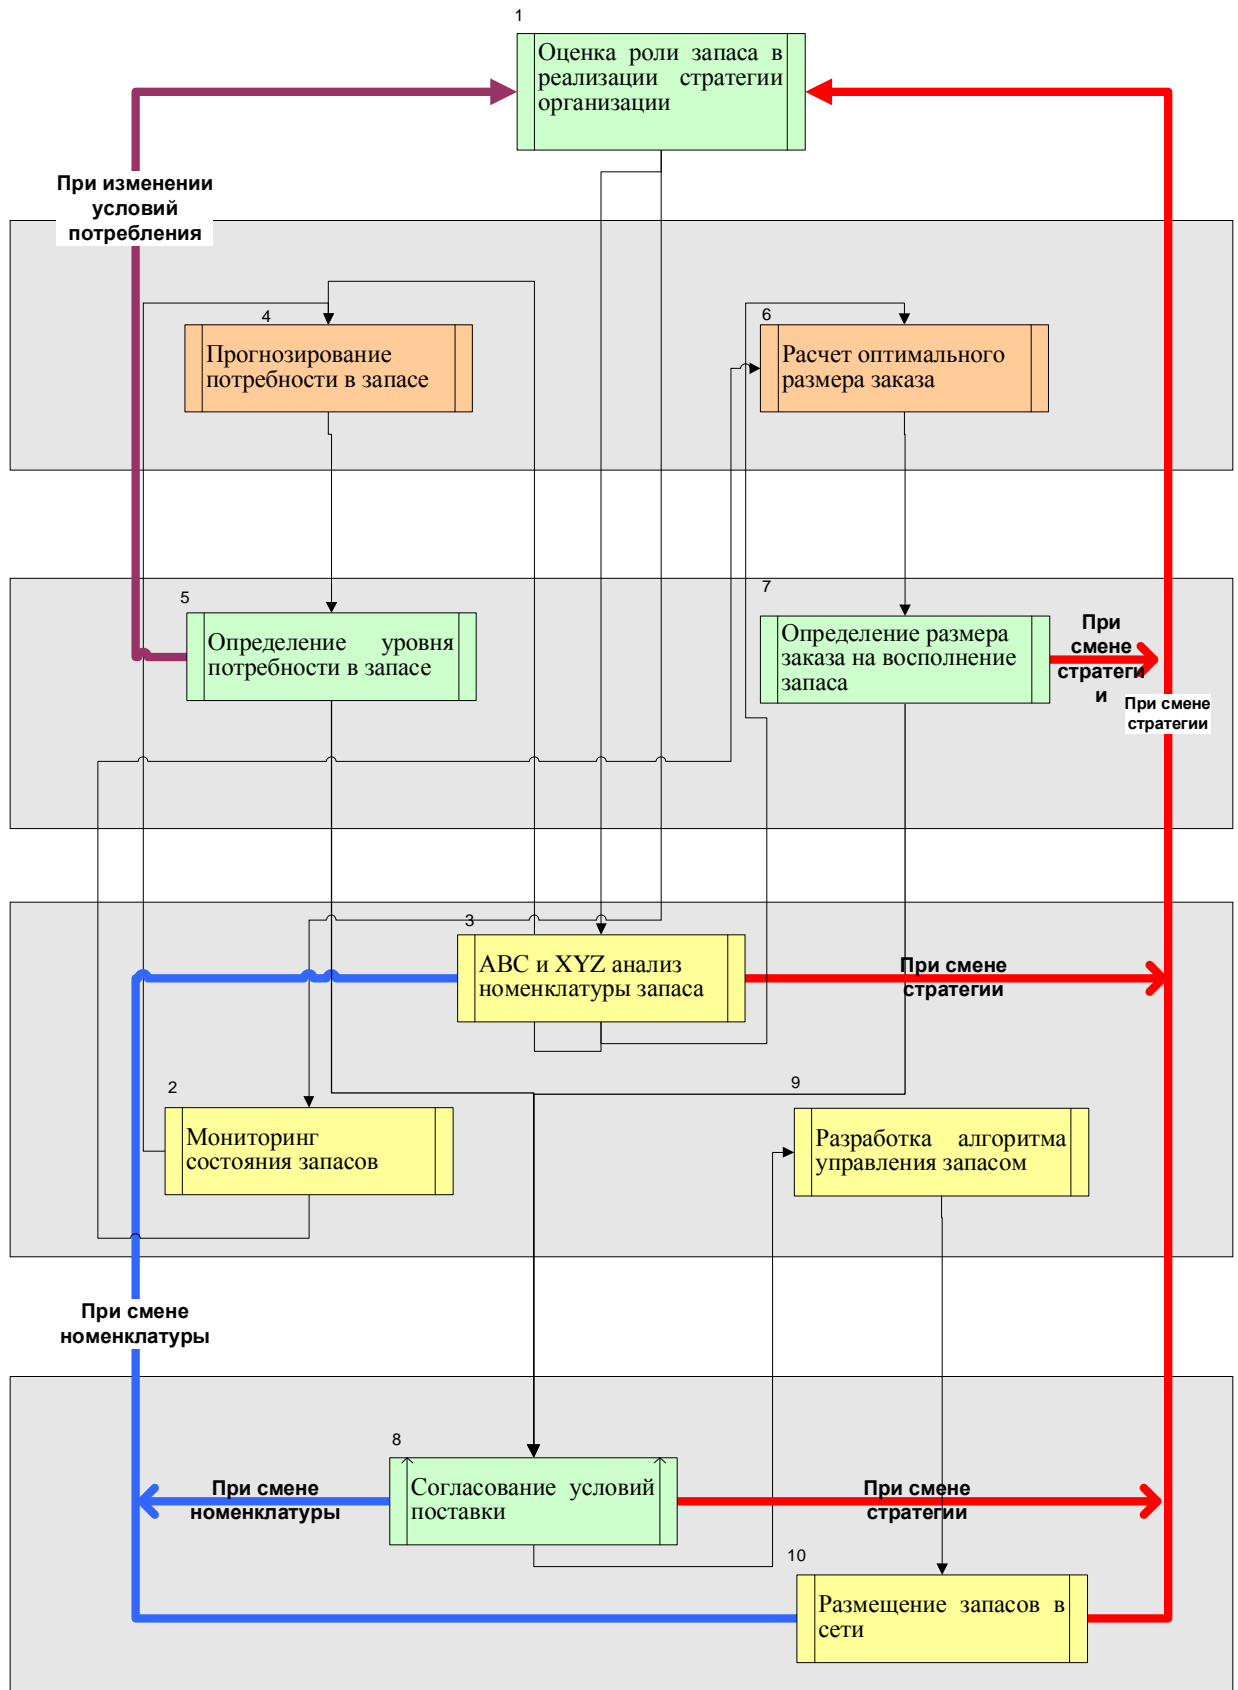 1
Оценка роли запаса в
реализации стратегии
организации
При изменении
условий
потребления
4
Прогнозирование
потребности в запасе
6
Расчет оптимального
размера заказа
5
Определение уровня
потребности в запасе
7
Определение размера
заказа на восполнение
запаса
При
смене
стратеги
и
При смене
стратегии
3
ABC и XYZ анализ
номенклатуры запаса
При смене
стратегии
2
Мониторинг
состояния запасов
9
Разработка алгоритма
управления запасом
При смене
номенклатуры
8
Согласование условий
поставки
При смене
номенклатуры
При смене
стратегии
10
Размещение запасов в
сети